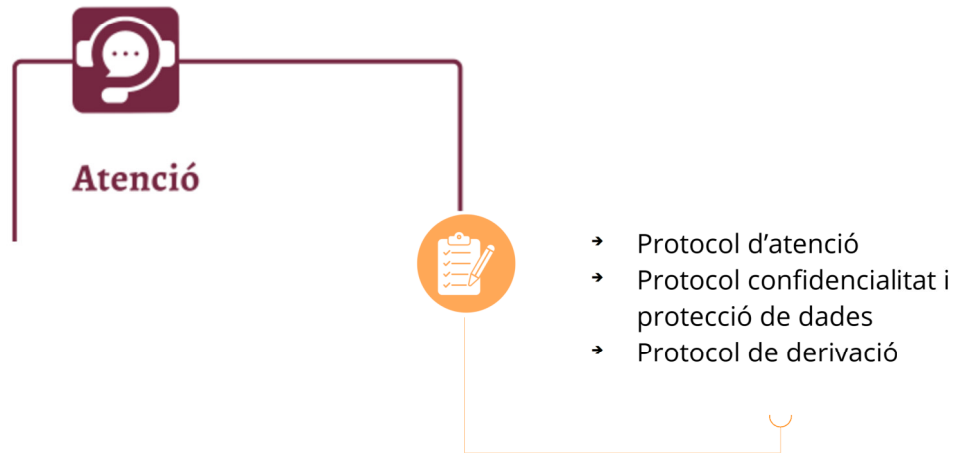 Atenció
➔ Protocol d’atenció
➔ Protocol confidencialitat i
protecció de dades
➔ Protocol de derivació